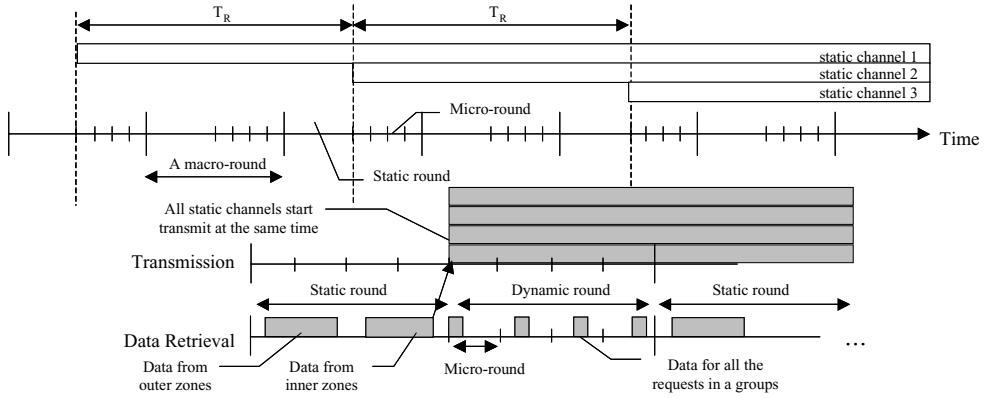 T_R
T_R
static channel 1
static channel 2
static channel 3
Micro-round
Time
A macro-round
Static round
All static channels start
transmit at the same time
Transmission
Static round
Dynamic round
Static round
Data Retrieval
...
Data from
outer zones
Data from
inner zones
Micro-round
Data for all the
requests in a groups